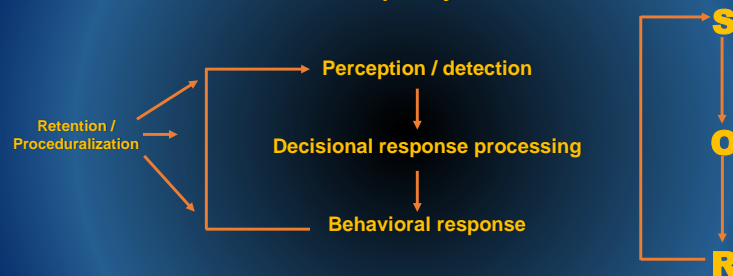 Perception / detection
Retention /
Proceduralization
Decisional response processing
Behavioral response
S
O
R